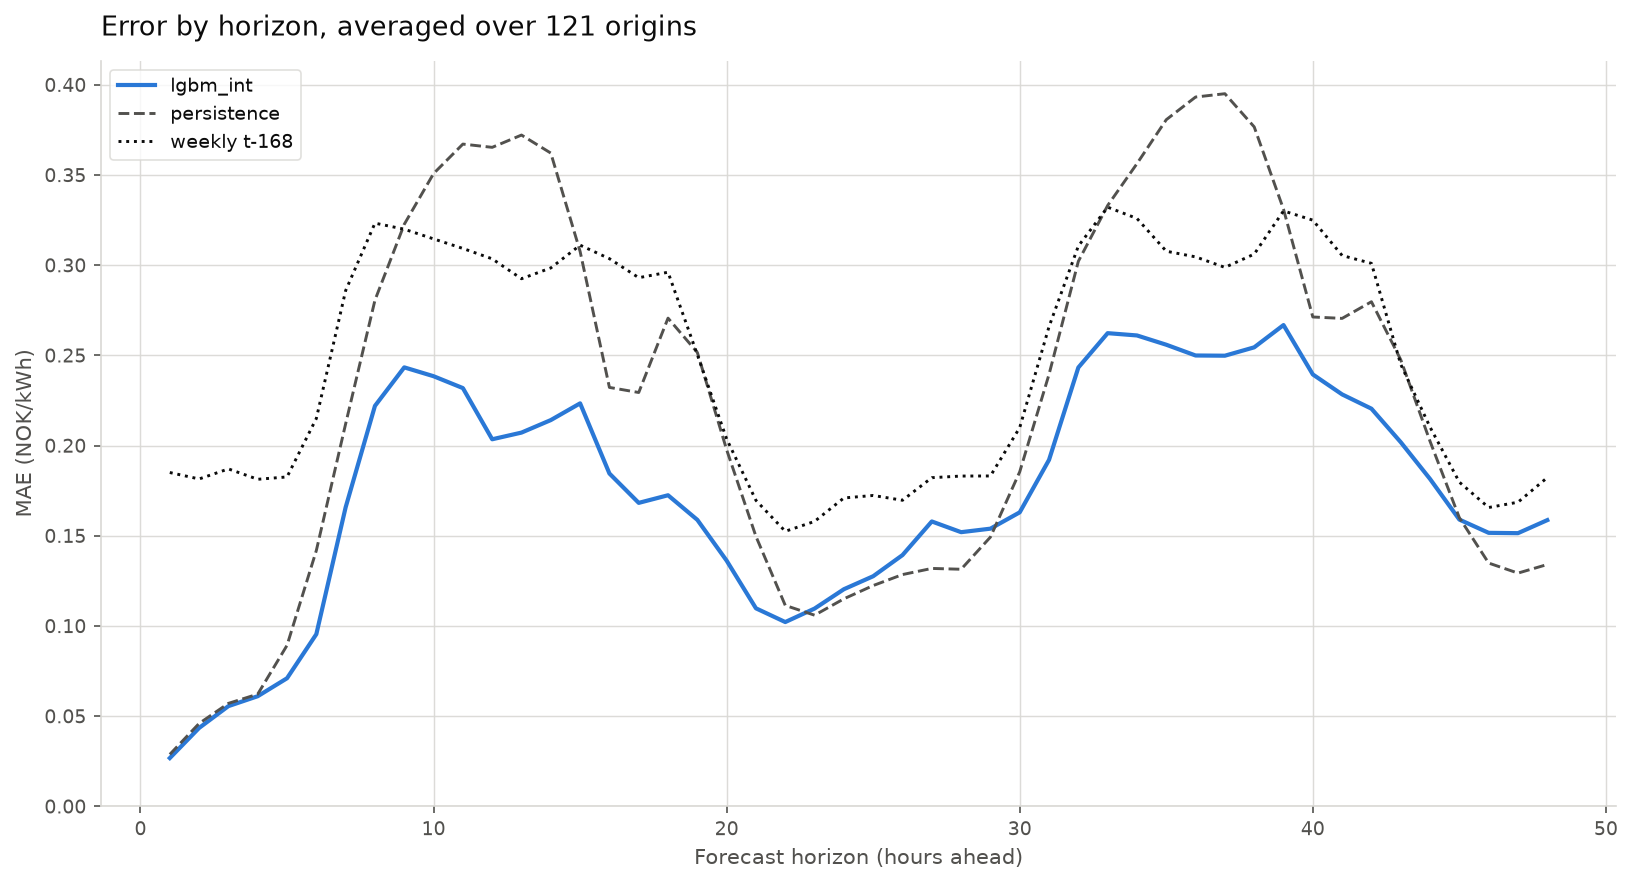 Error by horizon, averaged over 121 origins
lgbm_int
persistence
weekly t-168
MAE (NOK/kWh)
0.40
0.35
0.30
0.25
0.20
0.15
0.10
0.05
0.00
0 10 20 30 40 50
Forecast horizon (hours ahead)